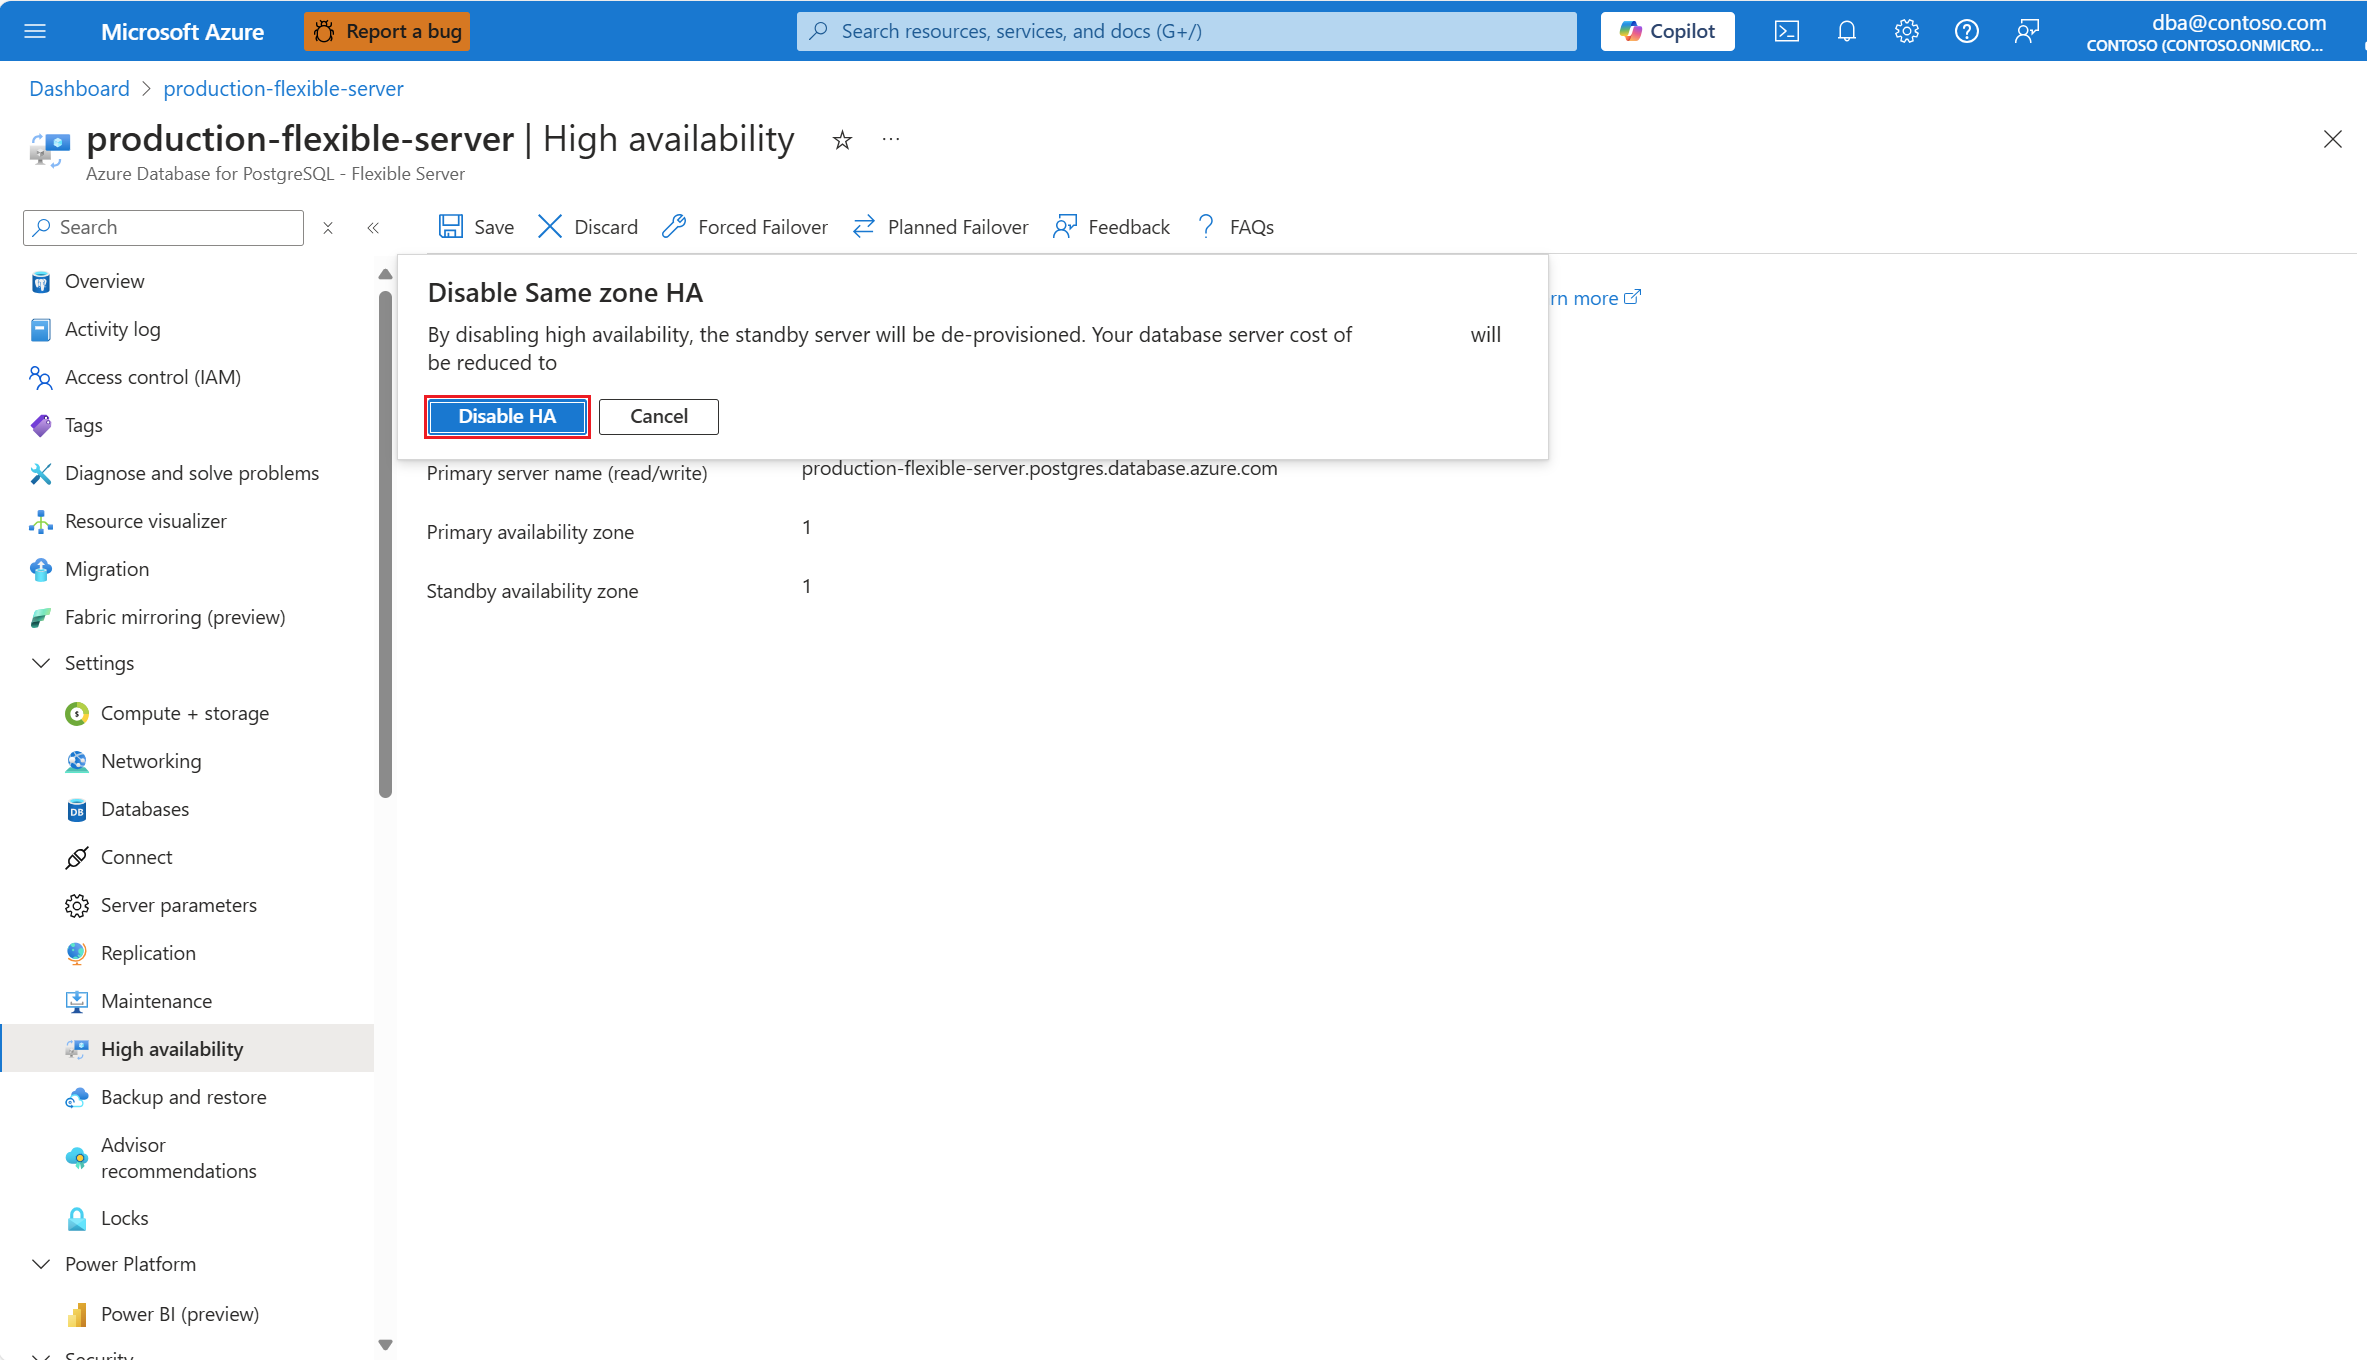 Microsoft Azure
Report a bug
Search resources, services, and docs (G+/)
Copilot
dba@contoso.com
CONTOSO (CONTOSO.ONMICRO...
Dashboard > production-flexible-server
production-flexible-server | High availability
Azure Database for PostgreSQL - Flexible Server
Search
Save
Discard
Forced Failover
Planned Failover
Feedback
FAQs
Overview
Activity log
Access control (IAM)
Tags
Diagnose and solve problems
Resource visualizer
Migration
Fabric mirroring (preview)
Settings
Compute + storage
Networking
Databases
Connect
Server parameters
Replication
Maintenance
High availability
Backup and restore
Advisor
recommendations
Locks
Power Platform
Power BI (preview)
Security
Disable Same zone HA
By disabling high availability, the standby server will be de-provisioned. Your database server cost of will
be reduced to
Disable HA
Cancel
rn more
Primary server name (read/write)
production-flexible-server.postgres.database.azure.com
Primary availability zone
1
Standby availability zone
1